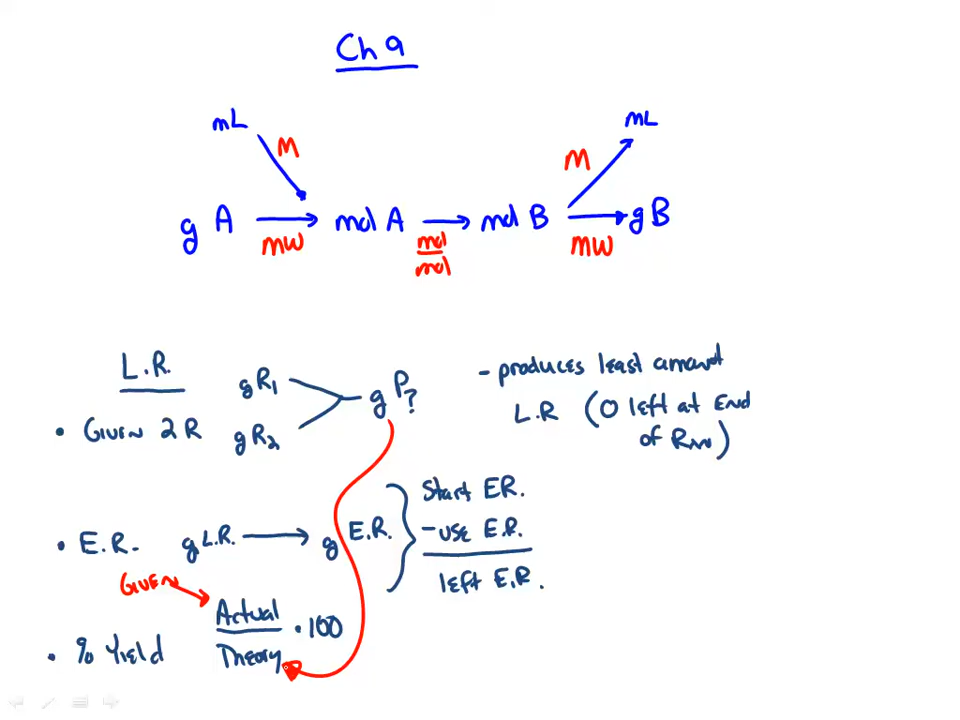 Ch 9
mL
mL
M
M
g A
mol A
mol B
g B
MW
mol
mol
MW
L.R.
g R1
g P?
- produces least amount
L.R (0 left at End
of Rxn)
• Given 2 R
g R2
Start E.R.
- use E.R.
left E.R.
• E.R. g L.R. g E.R.
Given
Actual
Theory
• 100
• % Yield